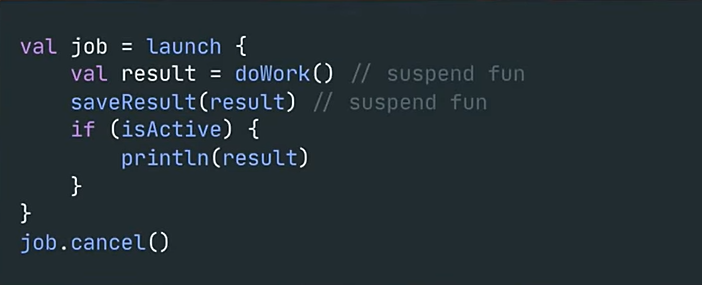 val job = launch {
    val result = doWork() // suspend fun
    saveResult(result) // suspend fun
    if (isActive) {
        println(result)
    }
}
job.cancel()